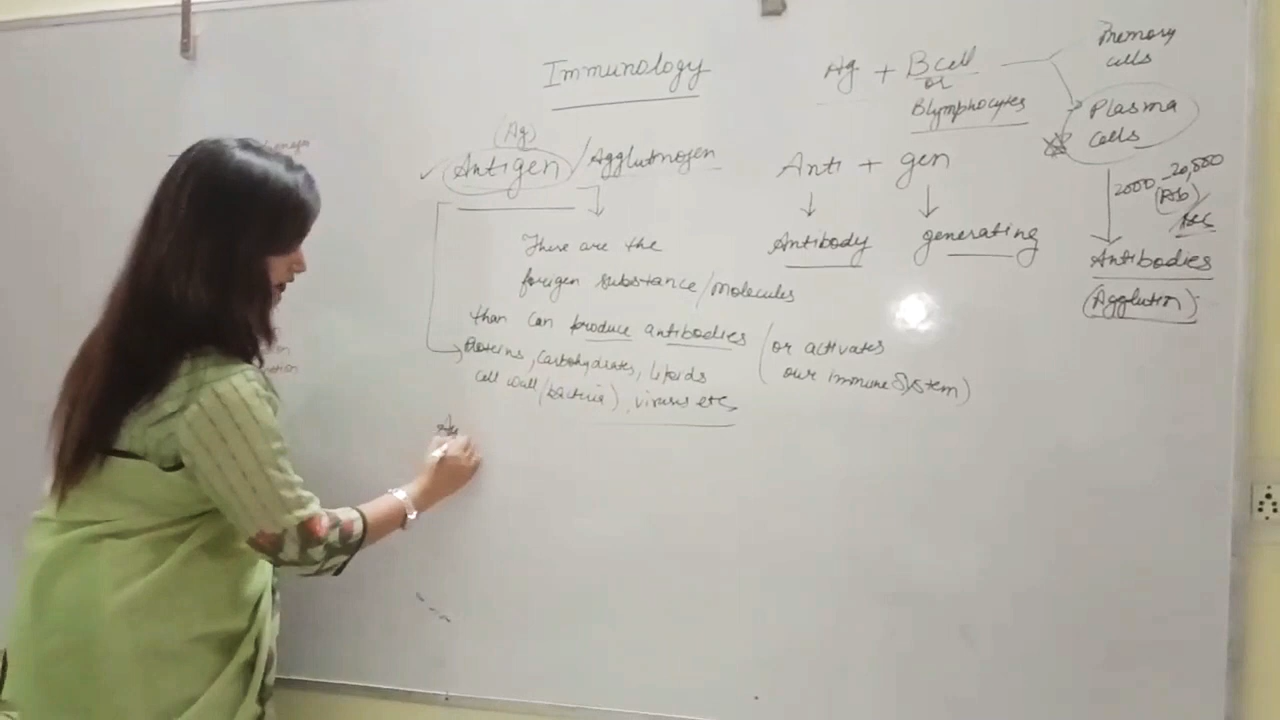 Immunology
(Ag)
✓ Antigen / Agglutinogen
There are the
foreign substance/molecules
than can produce antibodies (or activates
our immune system)
Proteins, Carbohydrates, lipids
cell wall (bacteria), viruses etc
Ag + B cell
or
B lymphocytes
Memory
cells
Plasma
cells
Anti + gen
Antibody generating
2000 - 20,000
(Ab)
/sec
Antibodies
(Agglutin)